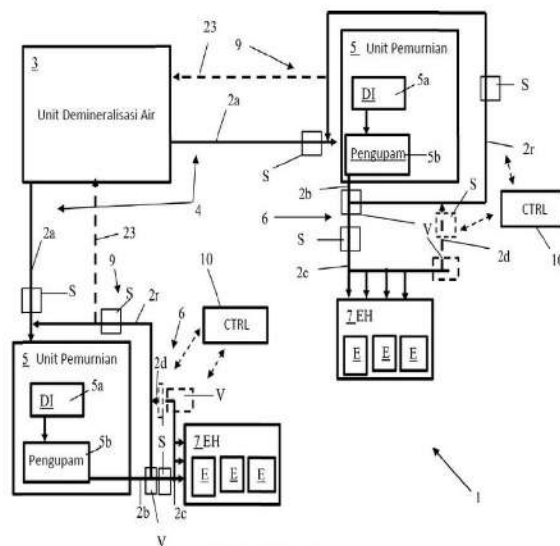 3
Unit Demineralisasi Air
23
9
2a
S
4
5 Unit Pemurnian
DI
5a
Pengupam
5b
S
2r
2b
6
V
S
S
2d
2c
CTRL
10
7 EH
E E E
2a
23
9
S
S
2r
10
CTRL
6
2d
V
5 Unit Pemurnian
DI
5a
5b
Pengupam
S
7 EH
E E E
2b
2c
V
1